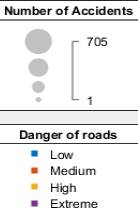 Number of Accidents
705
1
Danger of roads
Low
Medium
High
Extreme